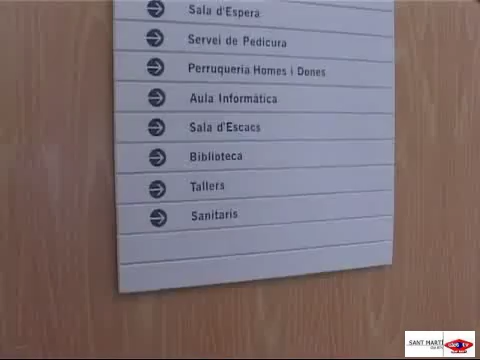 Sala d'Espera
Servei de Pedicura
Perruqueria Homes i Dones
Aula Informàtica
Sala d'Escacs
Biblioteca
Tallers
Sanitaris
SANT MARTÍ